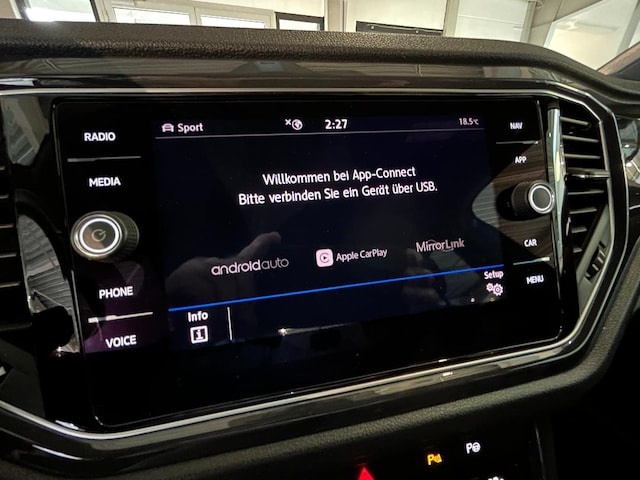 Sport 2:27 18.5°C
Willkommen bei App-Connect
Bitte verbinden Sie ein Gerät über USB.
androidauto Apple CarPlay MirrorLink
Setup
Info
RADIO
MEDIA
PHONE
VOICE
NAV
APP
CAR
MENU